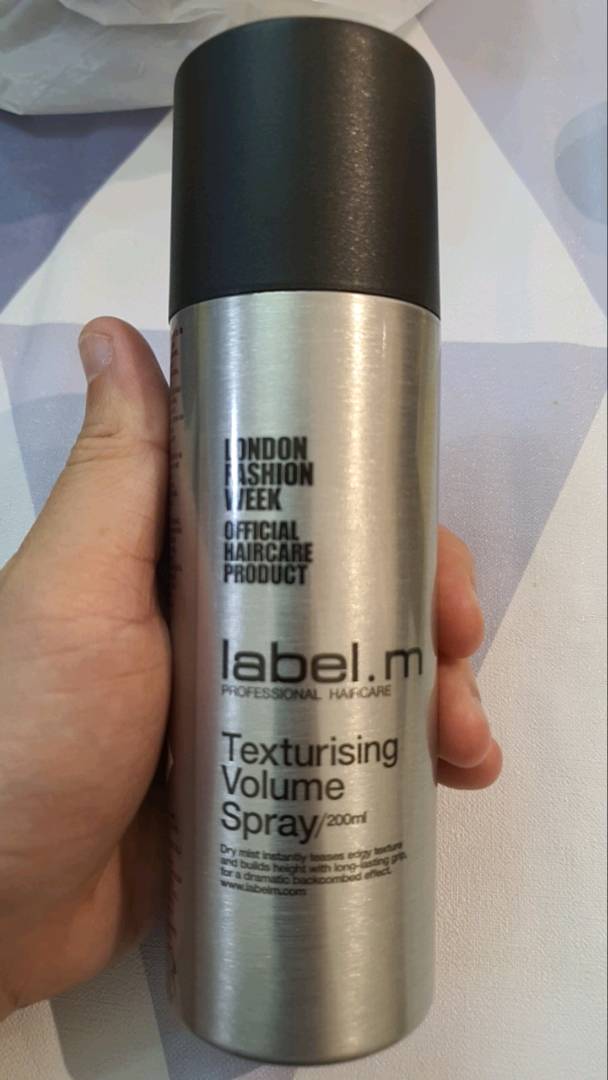 LONDON
FASHION
WEEK
OFFICIAL
HAIRCARE
PRODUCT
label.m
PROFESSIONAL HAIRCARE
Texturising
Volume
Spray/200ml
Dry mist instantly teases edgy texture
and builds height with long-lasting grip,
for a dramatic backcombed effect.
www.labelm.com